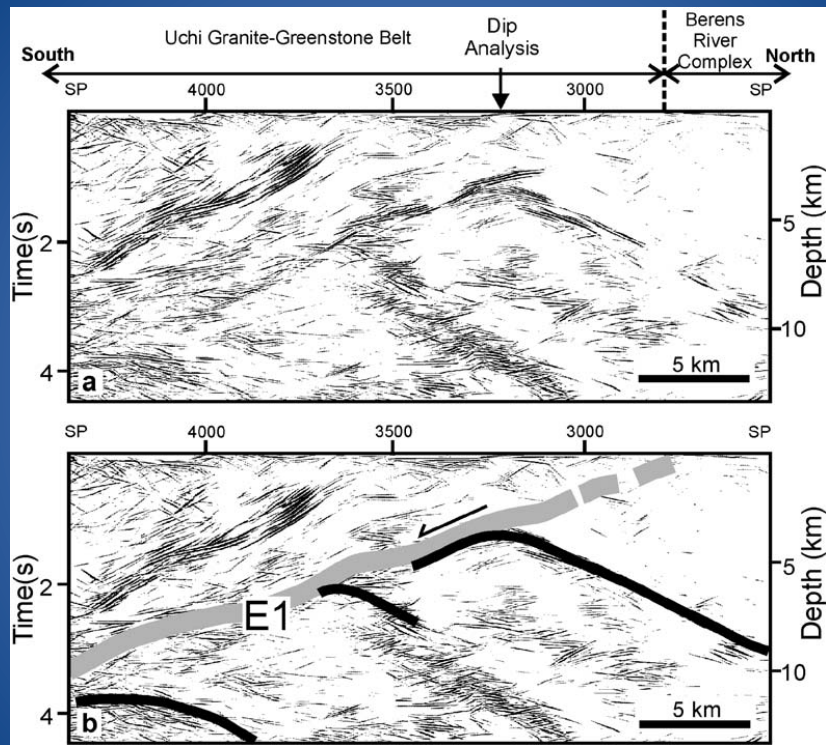 Uchi Granite-Greenstone Belt
Dip
Analysis
Berens
River
Complex
South
North
SP 4000 3500 3000 SP
Time(s)
2
4
Depth (km)
5
10
a
5 km
SP 4000 3500 3000 SP
Time(s)
2
4
Depth (km)
5
10
E1
b
5 km